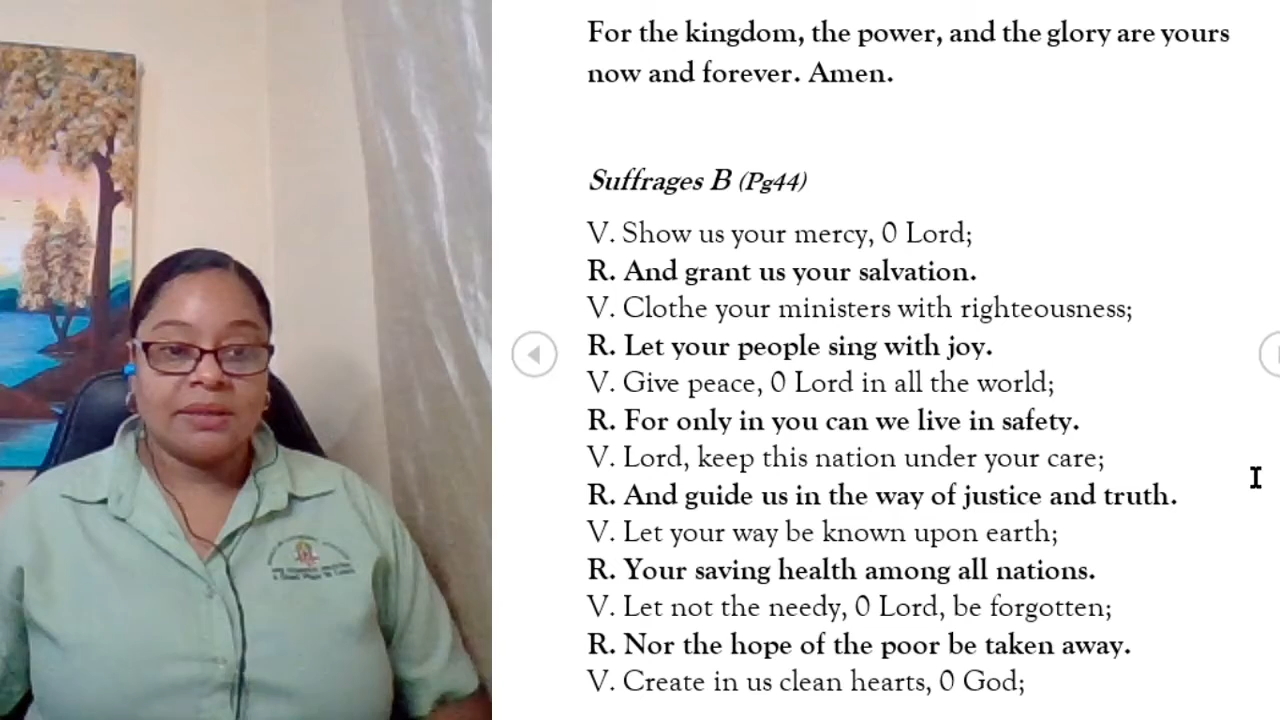 For the kingdom, the power, and the glory are yours
now and forever. Amen.
Suffrages B (Pg44)
V. Show us your mercy, 0 Lord;
R. And grant us your salvation.
V. Clothe your ministers with righteousness;
R. Let your people sing with joy.
V. Give peace, 0 Lord in all the world;
R. For only in you can we live in safety.
V. Lord, keep this nation under your care;
R. And guide us in the way of justice and truth.
V. Let your way be known upon earth;
R. Your saving health among all nations.
V. Let not the needy, 0 Lord, be forgotten;
R. Nor the hope of the poor be taken away.
V. Create in us clean hearts, 0 God;